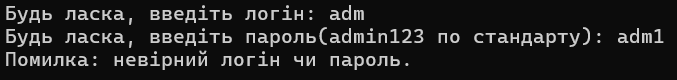 Будь ласка, введіть логін: adm
Будь ласка, введіть пароль(admin123 по стандарту): adm1
Помилка: невірний логін чи пароль.